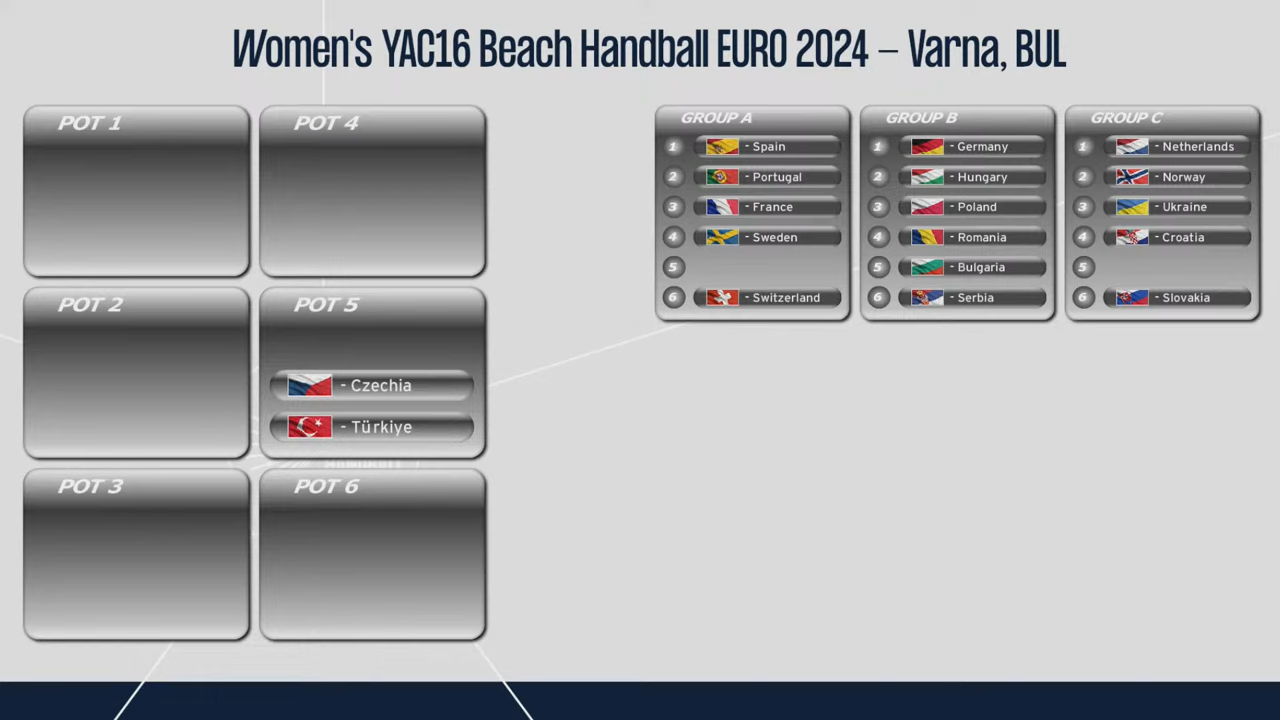 Women's YAC16 Beach Handball EURO 2024 – Varna, BUL
POT 1
POT 4
POT 2
POT 5
- Czechia
- Türkiye
POT 3
POT 6
GROUP A
1 - Spain
2 - Portugal
3 - France
4 - Sweden
5
6 - Switzerland
GROUP B
1 - Germany
2 - Hungary
3 - Poland
4 - Romania
5 - Bulgaria
6 - Serbia
GROUP C
1 - Netherlands
2 - Norway
3 - Ukraine
4 - Croatia
5
6 - Slovakia